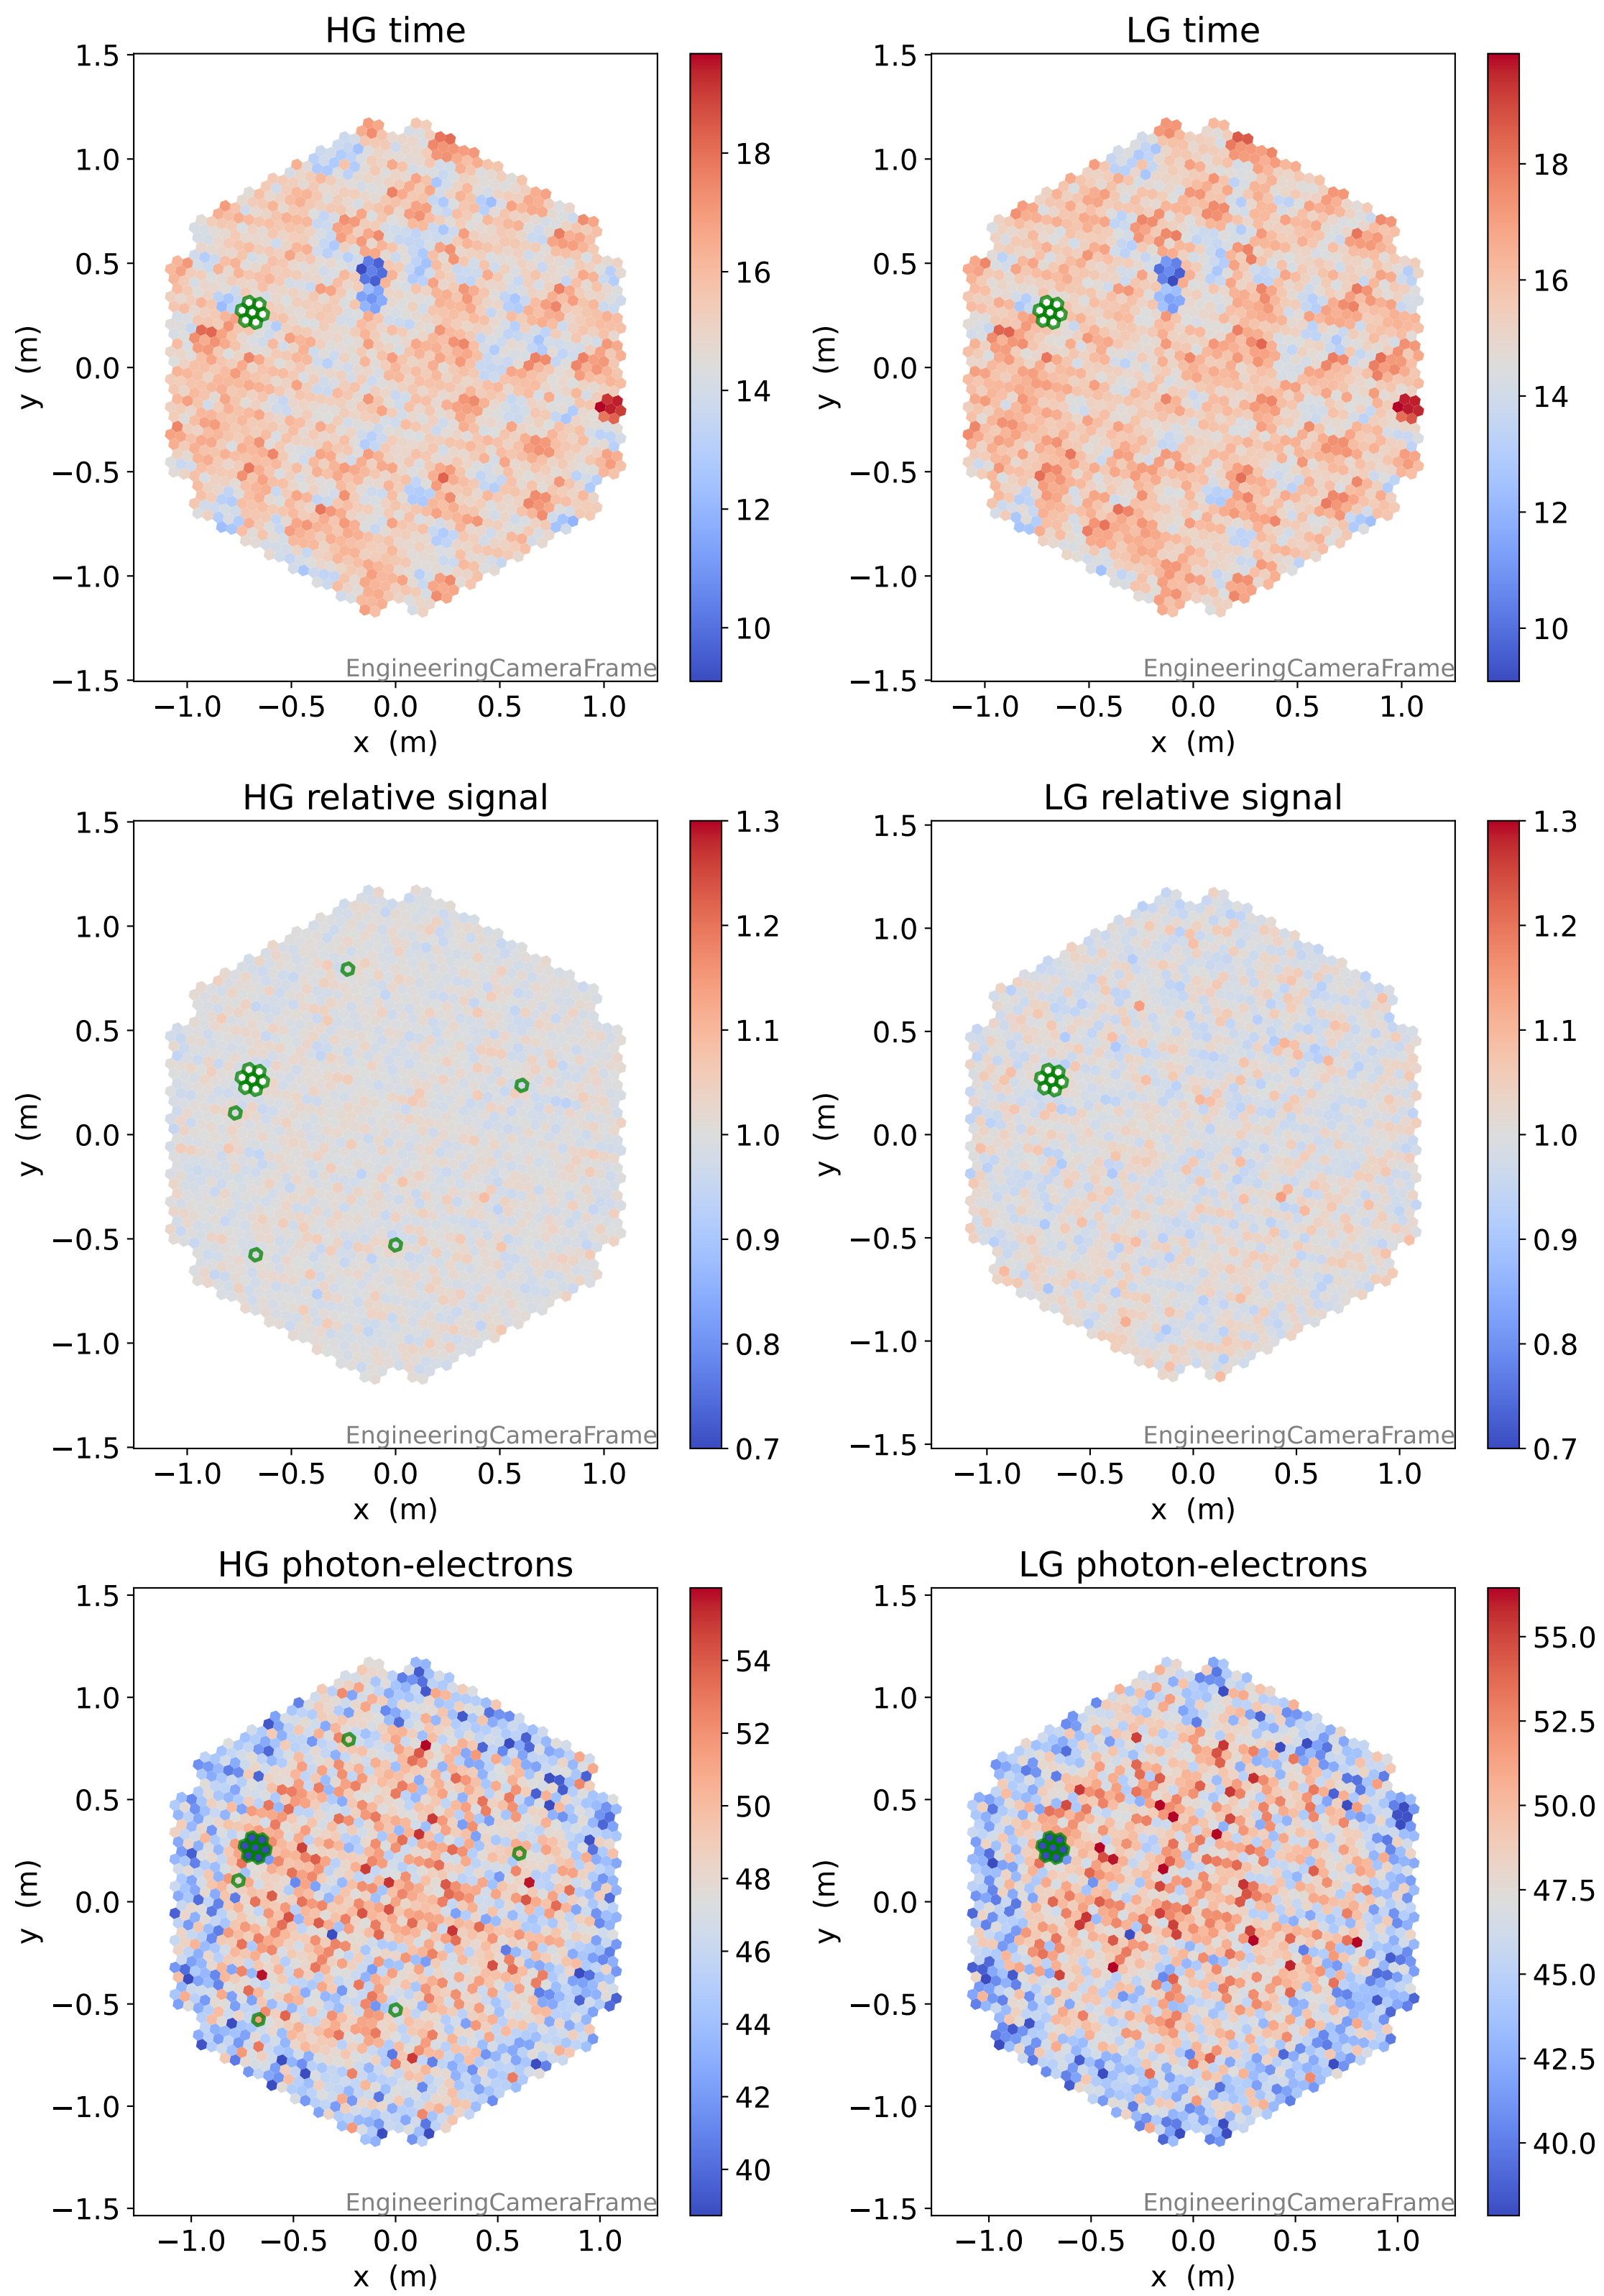 HG time
1.5
1.0
0.5
0.0
−0.5
−1.0
−1.5
y (m)
−1.0 −0.5 0.0 0.5 1.0
x (m)
EngineeringCameraFrame
18
16
14
12
10
LG time
1.5
1.0
0.5
0.0
−0.5
−1.0
−1.5
y (m)
−1.0 −0.5 0.0 0.5 1.0
x (m)
EngineeringCameraFrame
18
16
14
12
10
HG relative signal
1.5
1.0
0.5
0.0
−0.5
−1.0
−1.5
y (m)
−1.0 −0.5 0.0 0.5 1.0
x (m)
EngineeringCameraFrame
1.3
1.2
1.1
1.0
0.9
0.8
0.7
LG relative signal
1.5
1.0
0.5
0.0
−0.5
−1.0
−1.5
y (m)
−1.0 −0.5 0.0 0.5 1.0
x (m)
EngineeringCameraFrame
1.3
1.2
1.1
1.0
0.9
0.8
0.7
HG photon-electrons
1.5
1.0
0.5
0.0
−0.5
−1.0
−1.5
y (m)
−1.0 −0.5 0.0 0.5 1.0
x (m)
EngineeringCameraFrame
54
52
50
48
46
44
42
40
LG photon-electrons
1.5
1.0
0.5
0.0
−0.5
−1.0
−1.5
y (m)
−1.0 −0.5 0.0 0.5 1.0
x (m)
EngineeringCameraFrame
55.0
52.5
50.0
47.5
45.0
42.5
40.0